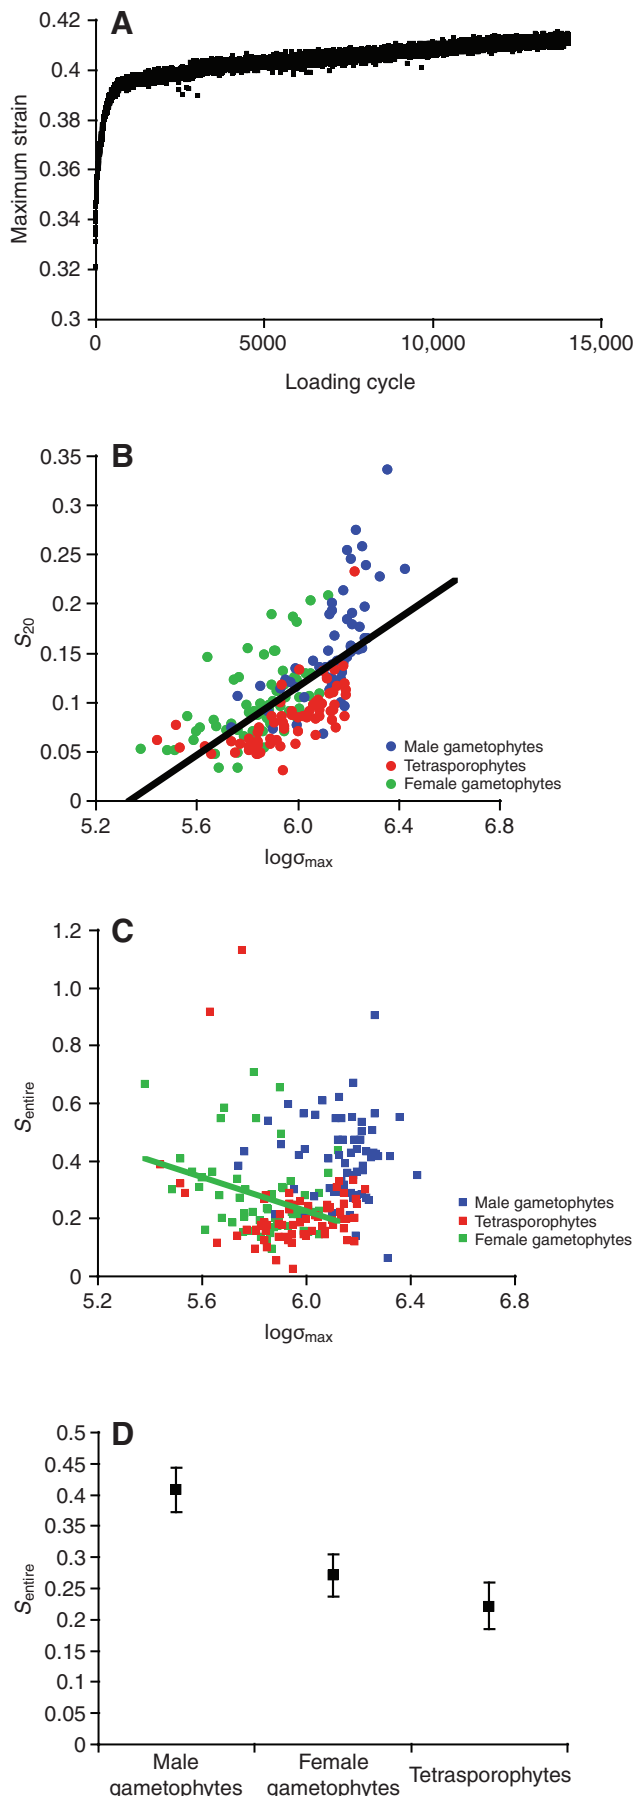 A
0.42
0.4
0.38
0.36
0.34
0.32
0.3
Maximum strain
0 5000 10,000 15,000
Loading cycle
B
0.35
0.3
0.25
0.2
0.15
0.1
0.05
0
S20
Male gametophytes
Tetrasporophytes
Female gametophytes
5.2 5.6 6.0 6.4 6.8
logσmax
C
1.2
1.0
0.8
0.6
0.4
0.2
0
Sentire
Male gametophytes
Tetrasporophytes
Female gametophytes
5.2 5.6 6.0 6.4 6.8
logσmax
D
0.5
0.45
0.4
0.35
0.3
0.25
0.2
0.15
0.1
0.05
0
Sentire
Male
gametophytes
Female
gametophytes
Tetrasporophytes